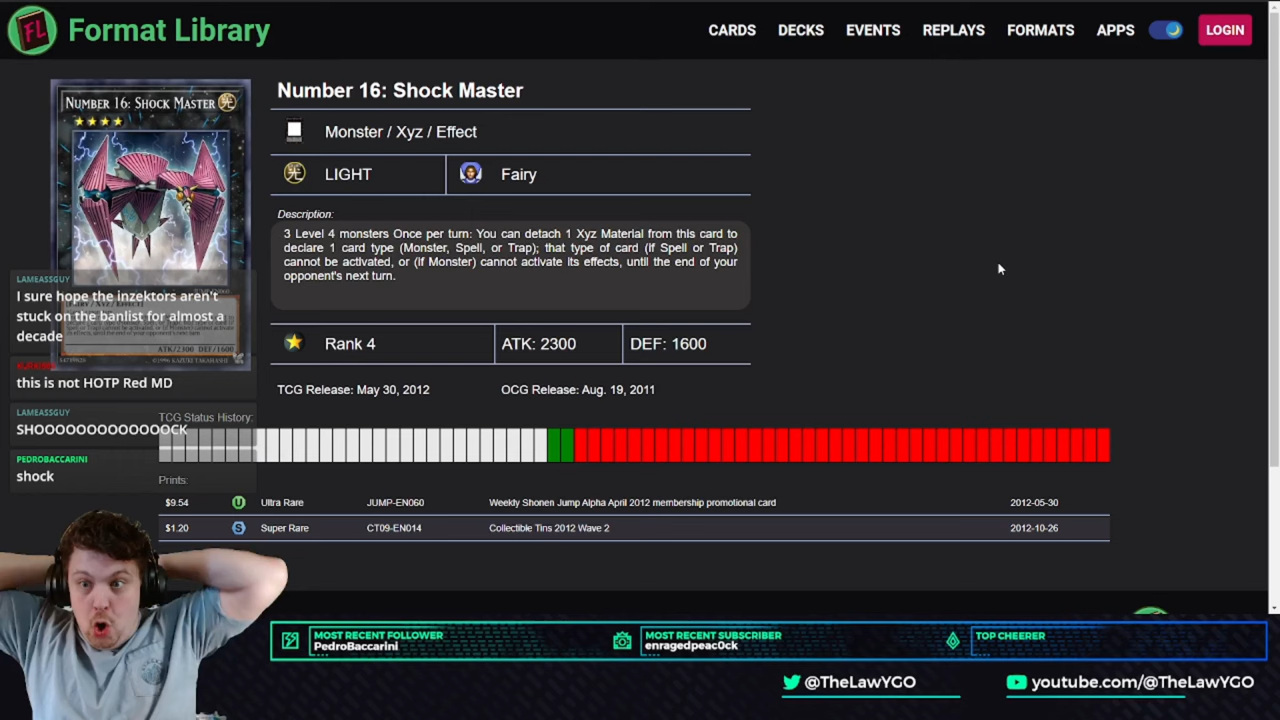 FL Format Library
CARDS DECKS EVENTS REPLAYS FORMATS APPS LOGIN
NUMBER 16: SHOCK MASTER
ATK/2300 DEF/1600
Number 16: Shock Master
Monster / Xyz / Effect
LIGHT Fairy
Description:
3 Level 4 monsters Once per turn: You can detach 1 Xyz Material from this card to
declare 1 card type (Monster, Spell, or Trap); that type of card (If Spell or Trap)
cannot be activated, or (If Monster) cannot activate its effects, until the end of your
opponent's next turn.
Rank 4 ATK: 2300 DEF: 1600
TCG Release: May 30, 2012 OCG Release: Aug. 19, 2011
LAMEASSGUY
I sure hope the inzektors aren't
stuck on the banlist for almost a
decade
this is not HOTP Red MD
LAMEASSGUY
SHOOOOOOOOOOOOOCK
PEDROBACCARINI
shock
TCG Status History:
Prints:
$9.54 U Ultra Rare JUMP-EN060 Weekly Shonen Jump Alpha April 2012 membership promotional card 2012-05-30
$1.20 S Super Rare CT09-EN014 Collectible Tins 2012 Wave 2 2012-10-26
MOST RECENT FOLLOWER
PedroBaccarini
MOST RECENT SUBSCRIBER
enragedpeac0ck
TOP CHEERER
@TheLawYGO
youtube.com/@TheLawYGO